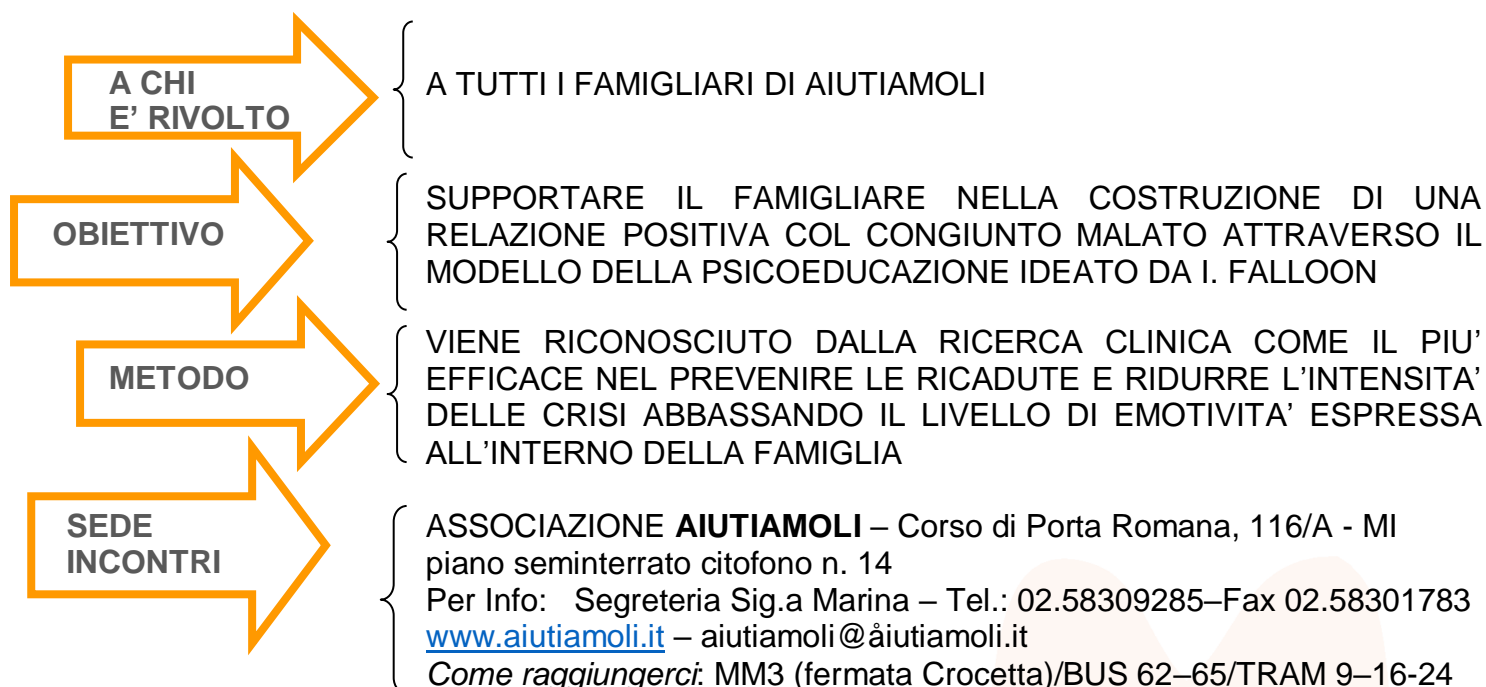 A CHI
E’ RIVOLTO
A TUTTI I FAMIGLIARI DI AIUTIAMOLI
OBIETTIVO
SUPPORTARE IL FAMIGLIARE NELLA COSTRUZIONE DI UNA
RELAZIONE POSITIVA COL CONGIUNTO MALATO ATTRAVERSO IL
MODELLO DELLA PSICOEDUCAZIONE IDEATO DA I. FALLOON
METODO
VIENE RICONOSCIUTO DALLA RICERCA CLINICA COME IL PIU’
EFFICACE NEL PREVENIRE LE RICADUTE E RIDURRE L’INTENSITA’
DELLE CRISI ABBASSANDO IL LIVELLO DI EMOTIVITA’ ESPRESSA
ALL’INTERNO DELLA FAMIGLIA
SEDE
INCONTRI
ASSOCIAZIONE AIUTIAMOLI – Corso di Porta Romana, 116/A - MI
piano seminterrato citofono n. 14
Per Info: Segreteria Sig.a Marina – Tel.: 02.58309285–Fax 02.58301783
www.aiutiamoli.it – aiutiamoli@åiutiamoli.it
Come raggiungerci: MM3 (fermata Crocetta)/BUS 62–65/TRAM 9–16-24